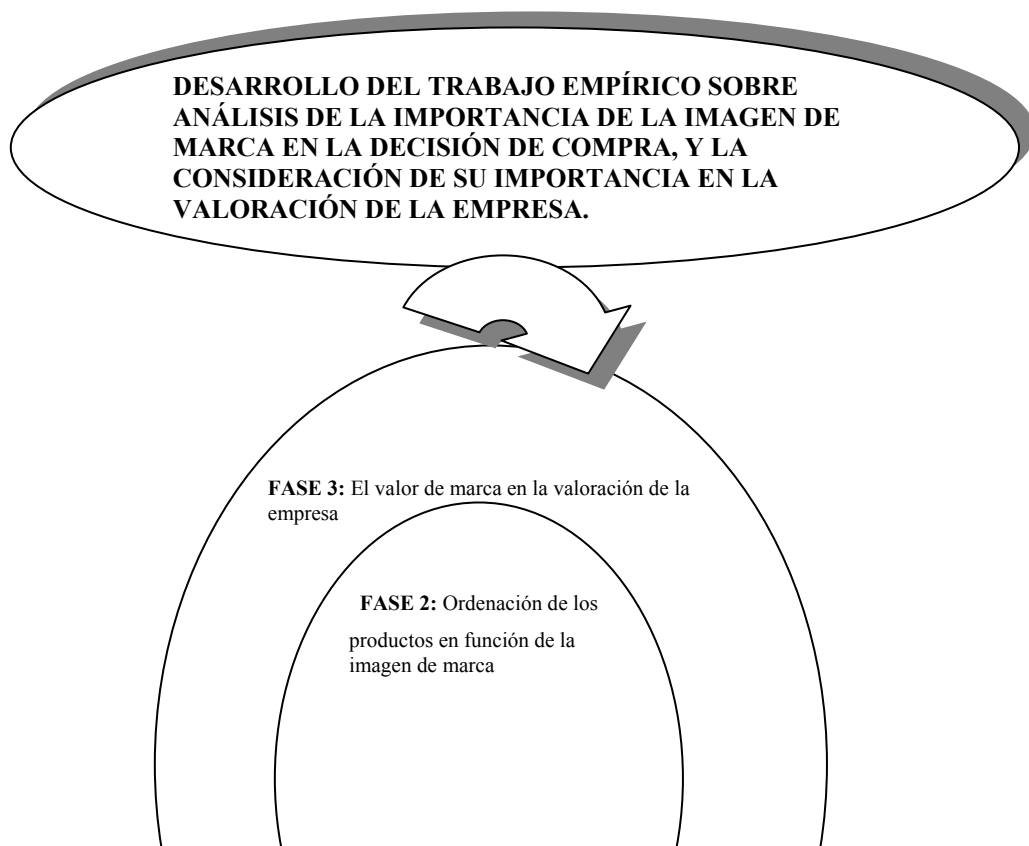 DESARROLLO DEL TRABAJO EMPÍRICO SOBRE
ANÁLISIS DE LA IMPORTANCIA DE LA IMAGEN DE
MARCA EN LA DECISIÓN DE COMPRA, Y LA
CONSIDERACIÓN DE SU IMPORTANCIA EN LA
VALORACIÓN DE LA EMPRESA.
FASE 3: El valor de marca en la valoración de la
empresa
FASE 2: Ordenación de los
productos en función de la
imagen de marca